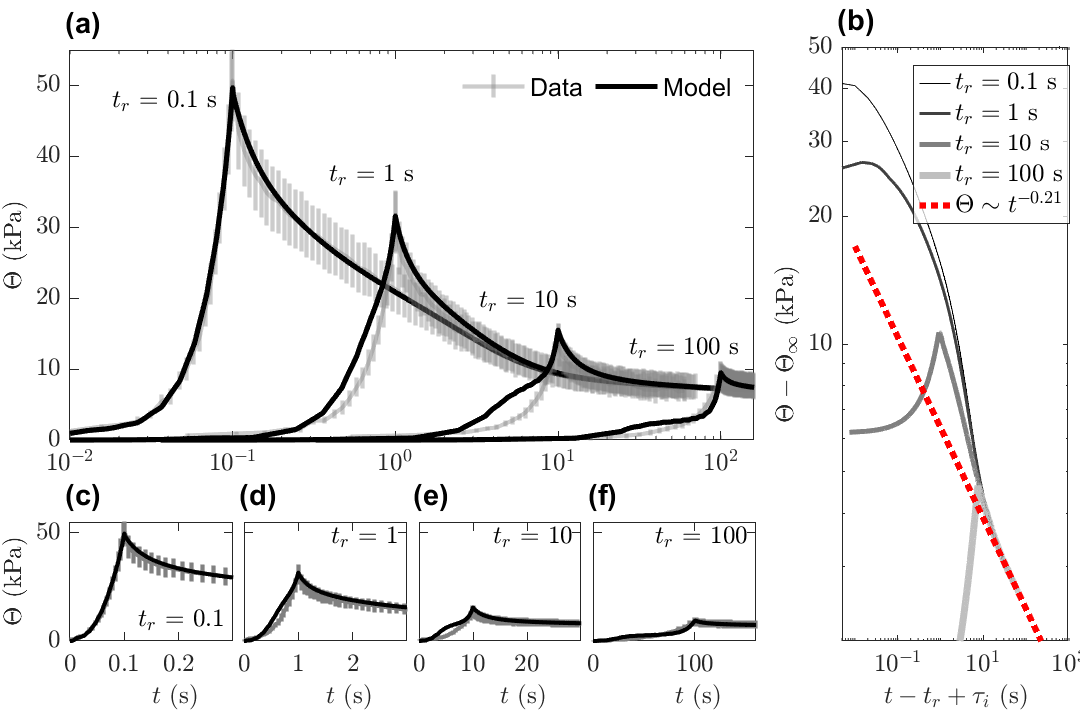 (a)
Θ (kPa)
50
40
30
20
10
0
t_r = 0.1 s
t_r = 1 s
t_r = 10 s
t_r = 100 s
Data
Model
10^{-2}
10^{-1}
10^0
10^1
10^2
(b)
Θ − Θ_∞ (kPa)
50
40
30
20
10
t_r = 0.1 s
t_r = 1 s
t_r = 10 s
t_r = 100 s
Θ ∼ t^{−0.21}
10^{-1}
10^1
10^3
t − t_r + τ_i (s)
(c)
Θ (kPa)
50
0
t_r = 0.1
0 0.1 0.2
t (s)
(d)
t_r = 1
0 1 2
t (s)
(e)
t_r = 10
0 10 20
t (s)
(f)
t_r = 100
0 100
t (s)